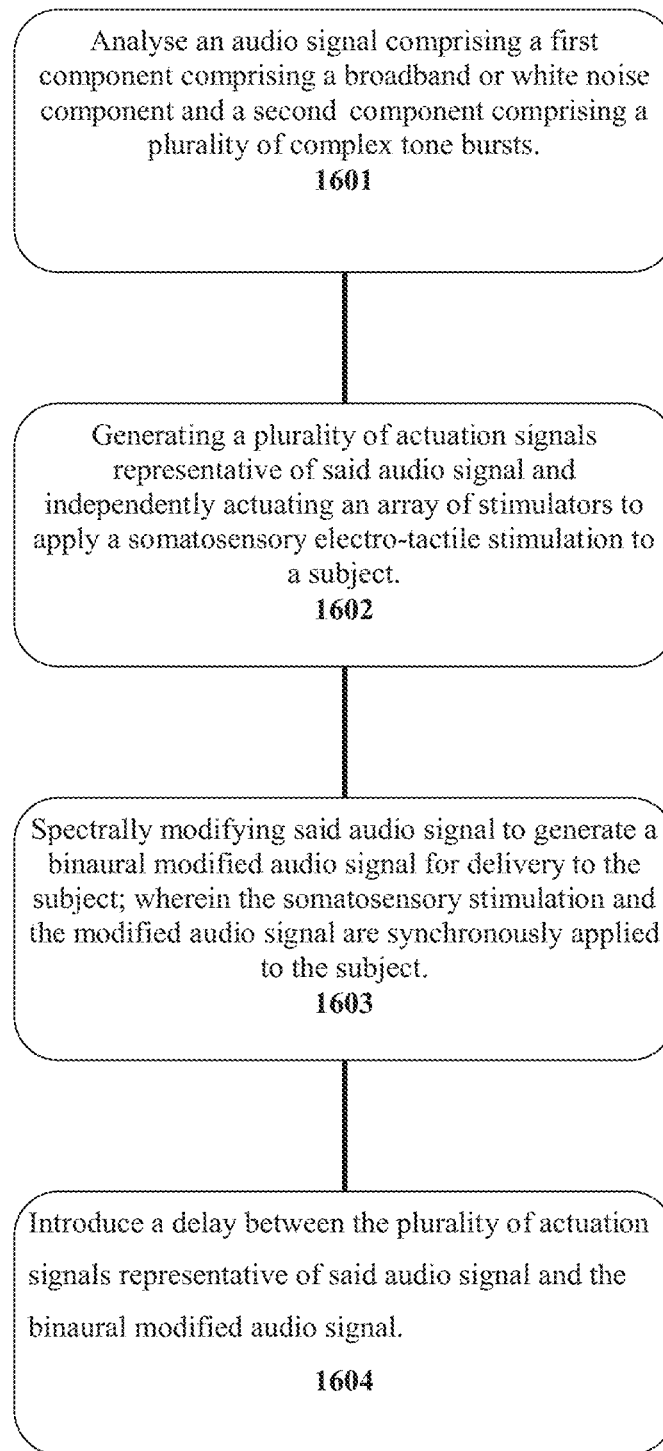 Analyse an audio signal comprising a first
component comprising a broadband or white noise
component and a second component comprising a
plurality of complex tone bursts.
1601
Generating a plurality of actuation signals
representative of said audio signal and
independently actuating an array of stimulators to
apply a somatosensory electro-tactile stimulation to
a subject.
1602
Spectrally modifying said audio signal to generate a
binaural modified audio signal for delivery to the
subject; wherein the somatosensory stimulation and
the modified audio signal are synchronously applied
to the subject.
1603
Introduce a delay between the plurality of actuation
signals representative of said audio signal and the
binaural modified audio signal.
1604